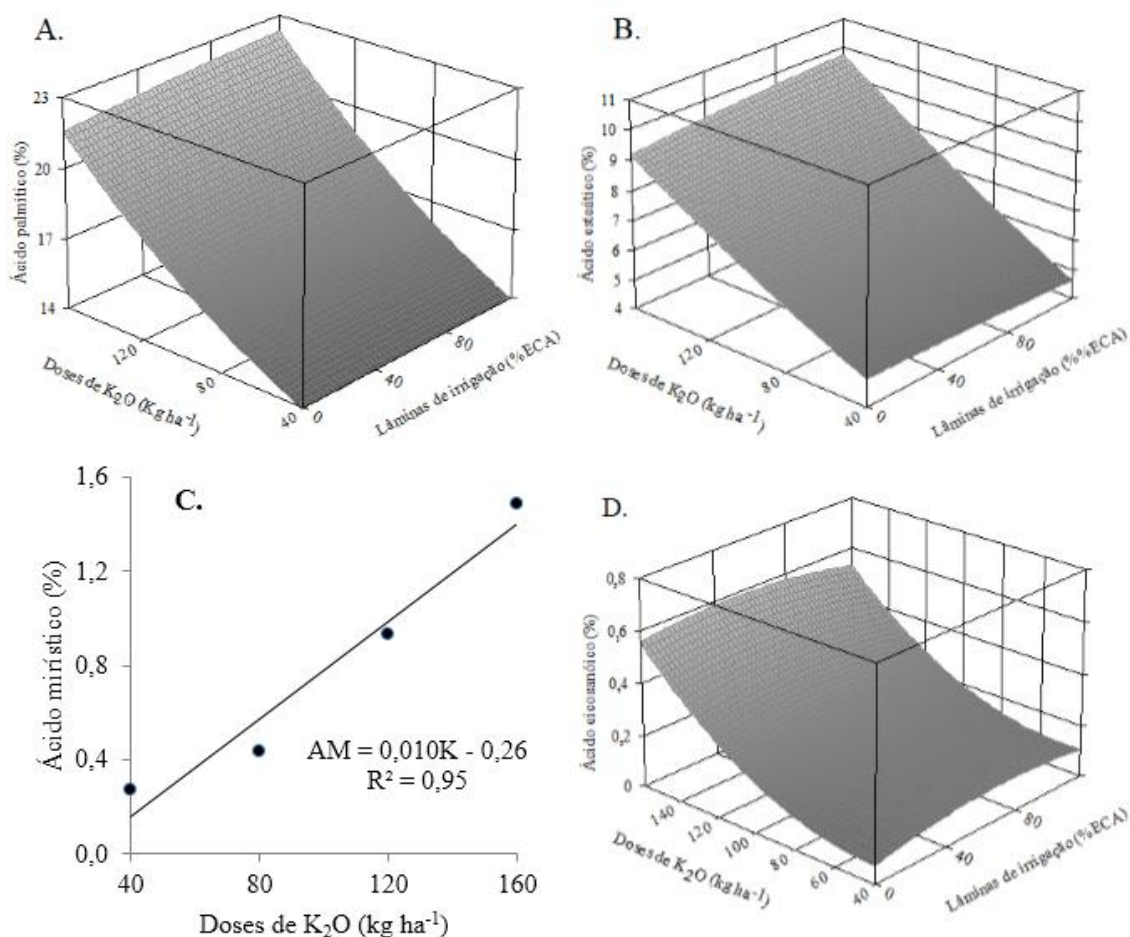 A.
23
20
17
14
Ácido palmítico (%)
120
80
40
Doses de K₂O (Kg ha⁻¹)
0
40
80
Lâminas de irrigação (%ECA)
B.
11
10
9
8
7
6
5
4
Ácido esteático (%)
120
80
40
Doses de K₂O (kg ha⁻¹)
0
40
80
Lâminas de irrigação (%%ECA)
C.
1,6
1,2
0,8
0,4
0,0
Ácido mirístico (%)
AM = 0,010K - 0,26
R² = 0,95
40 80 120 160
Doses de K₂O (kg ha⁻¹)
D.
0,8
0,6
0,4
0,2
0
Ácido eicosanóico (%)
140
120
100
80
60
40
Doses de K₂O (kg ha⁻¹)
0
40
80
Lâminas de irrigação (%ECA)